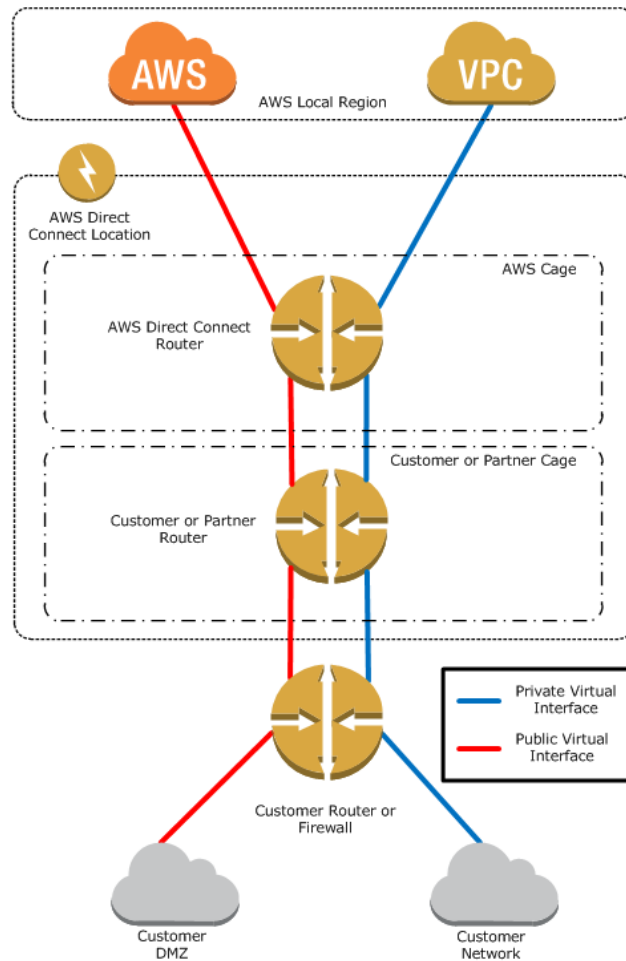 AWS
VPC
AWS Local Region
AWS Direct
Connect Location
AWS Cage
AWS Direct Connect
Router
Customer or Partner Cage
Customer or Partner
Router
Private Virtual
Interface
Public Virtual
Interface
Customer Router or
Firewall
Customer
DMZ
Customer
Network